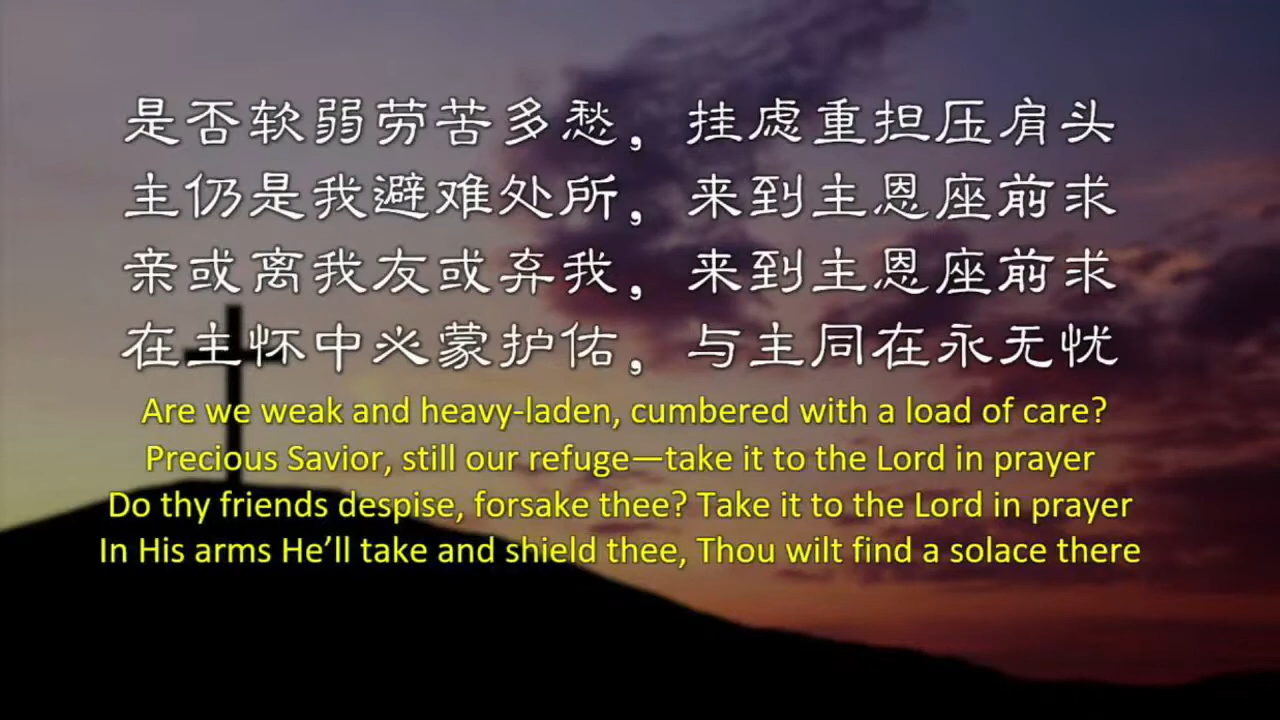 是否软弱劳苦多愁，挂虑重担压肩头
主仍是我避难处所，来到主恩座前求
亲或离我友或弃我，来到主恩座前求
在主怀中必蒙护佑，与主同在永无忧
Are we weak and heavy-laden, cumbered with a load of care?
Precious Savior, still our refuge—take it to the Lord in prayer
Do thy friends despise, forsake thee? Take it to the Lord in prayer
In His arms He’ll take and shield thee, Thou wilt find a solace there